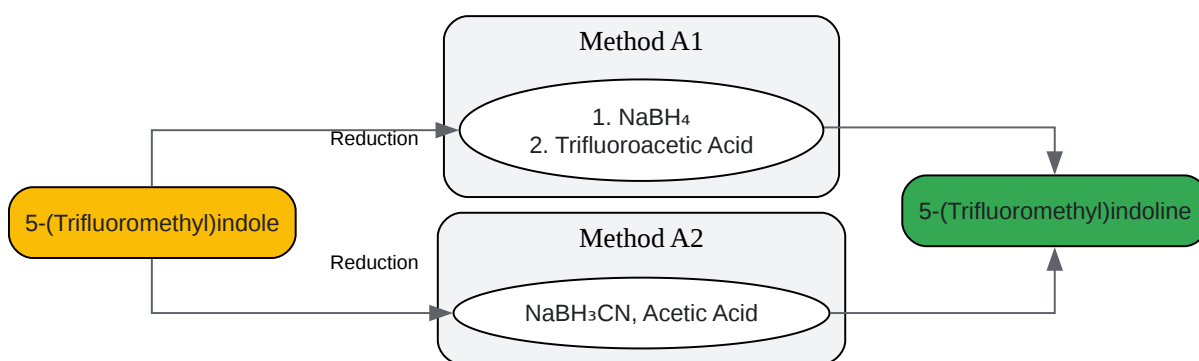 Method A1
1. NaBH₄
2. Trifluoroacetic Acid
Reduction
5-(Trifluoromethyl)indole
5-(Trifluoromethyl)indoline
Method A2
Reduction
NaBH₃CN, Acetic Acid